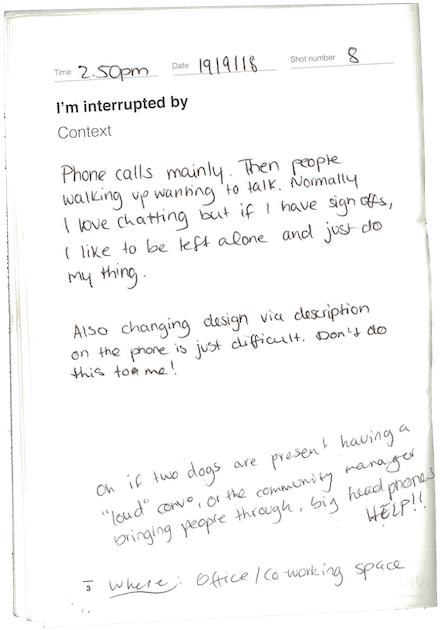 Time 2.50pm Date 19/9/18 Shot number 8
I'm interrupted by
Context
Phone calls mainly. Then people
walking up wanting to talk. Normally
I love chatting but if I have sign offs,
I like to be left alone and just do
my thing.
Also changing design via description
on the phone is just difficult. Don't do
this to me!
Oh if two dogs are present having a
"loud" convo, or the community manager
bringing people through, big headphones
HELP!!
3 Where: Office/Co-working space